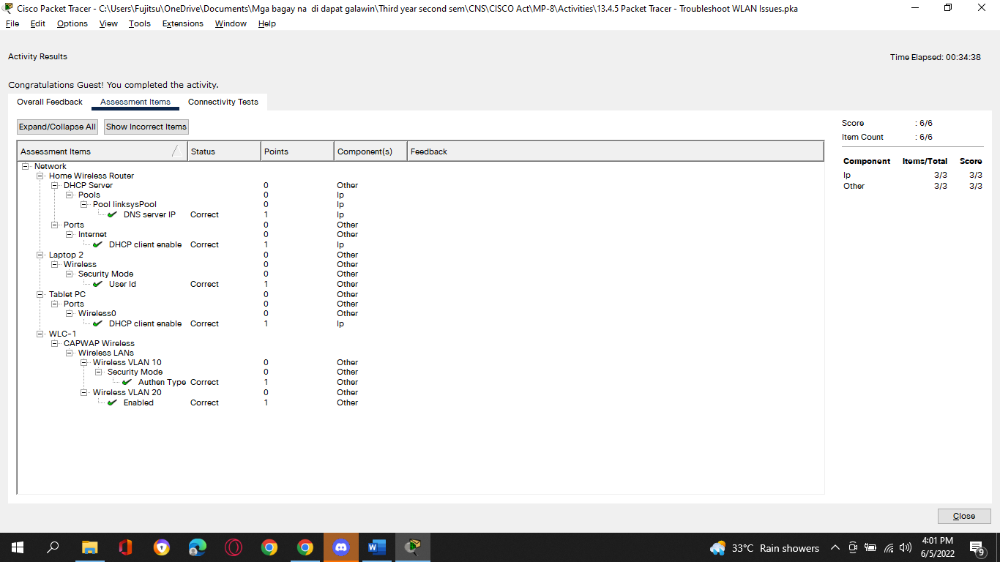 Cisco Packet Tracer - C:\Users\Fujitsu\OneDrive\Documents\Mga bagay na  di dapat galawin\Third year second sem\CNS\CISCO Act\MP-8\Activities\13.4.5 Packet Tracer - Troubleshoot WLAN Issues.pka
File Edit Options View Tools Extensions Window Help
Activity Results
Time Elapsed: 00:34:38
Congratulations Guest! You completed the activity.
Overall Feedback Assessment Items Connectivity Tests
Expand/Collapse All Show Incorrect Items
Assessment Items Status Points Component(s) Feedback
Network
Home Wireless Router
DHCP Server 0 Other
Pools 0 Ip
Pool linksysPool 0 Ip
DNS server IP Correct 1 Ip
Ports 0 Other
Internet 0 Other
DHCP client enable Correct 1 Ip
Laptop 2 0 Other
Wireless 0 Other
Security Mode 0 Other
User Id Correct 1 Other
Tablet PC 0 Other
Ports 0 Other
Wireless0 0 Other
DHCP client enable Correct 1 Ip
WLC-1
CAPWAP Wireless
Wireless LANs
Wireless VLAN 10 0 Other
Security Mode 0 Other
Authen Type Correct 1 Other
Wireless VLAN 20 0 Other
Enabled Correct 1 Other
Score : 6/6
Item Count : 6/6
Component Items/Total Score
Ip 3/3 3/3
Other 3/3 3/3
Close
33°C Rain showers
4:01 PM
6/5/2022
9